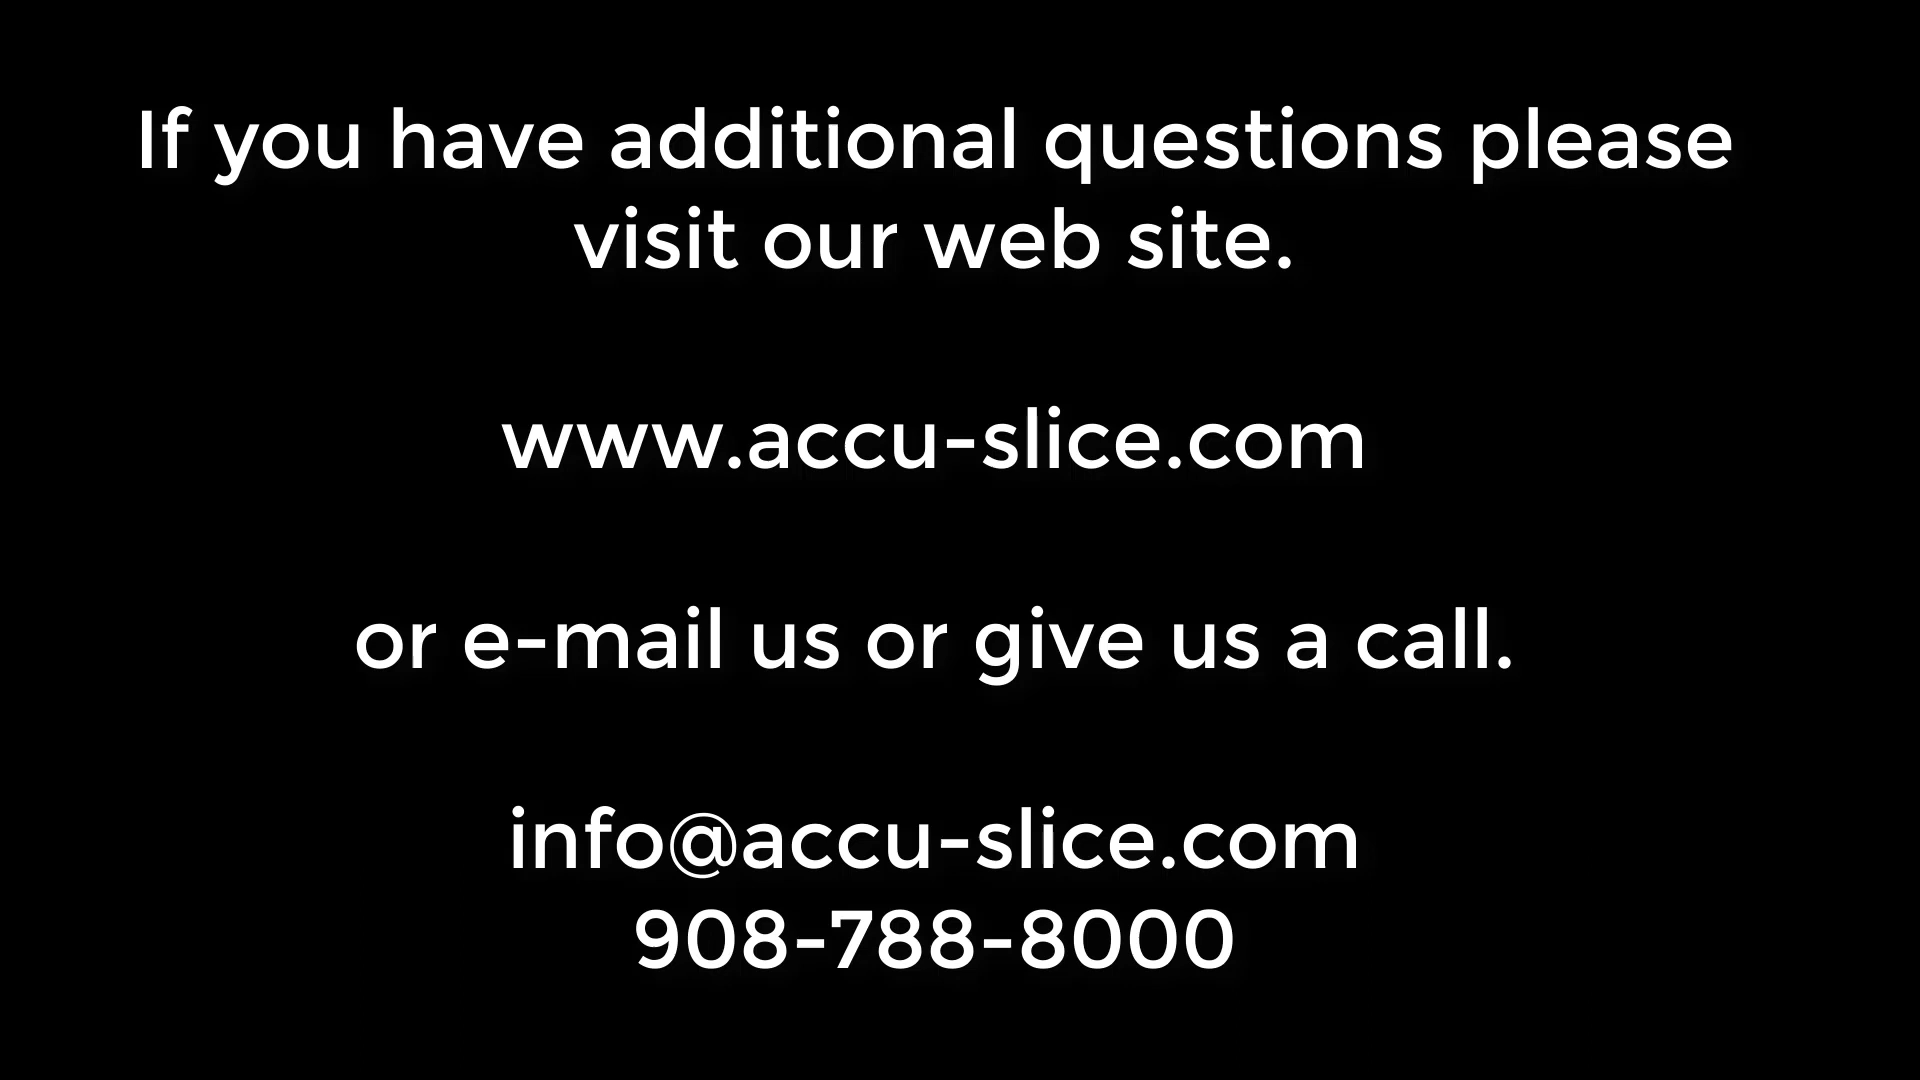 If you have additional questions please
visit our web site.
www.accu-slice.com
or e-mail us or give us a call.
info@accu-slice.com
908-788-8000